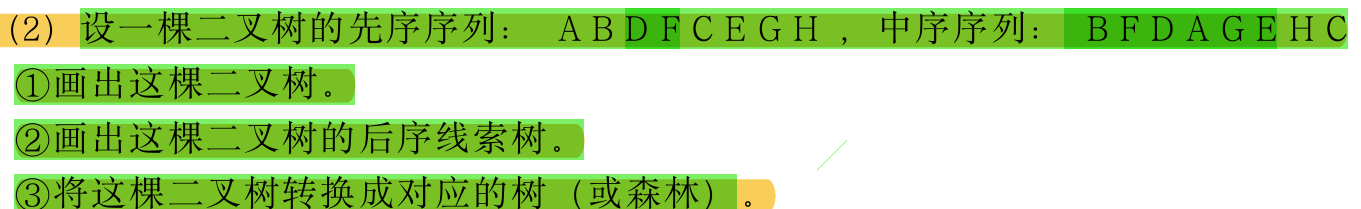 (2) 设一棵二叉树的先序序列: A B D F C E G H , 中序序列: B F D A G E H C
①画出这棵二叉树。
②画出这棵二叉树的后序线索树。
③将这棵二叉树转换成对应的树（或森林）。